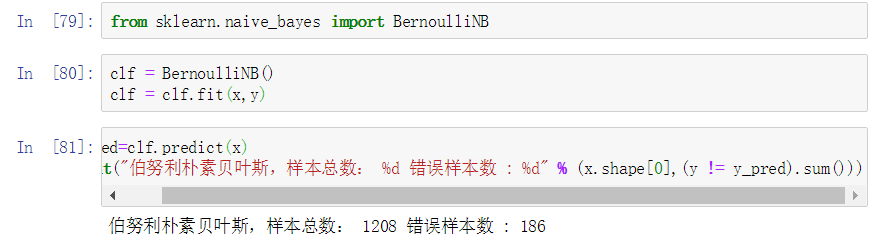 In [79]: from sklearn.naive_bayes import BernoulliNB
In [80]: clf = BernoulliNB()
clf = clf.fit(x,y)
In [81]: ed=clf.predict(x)
t("伯努利朴素贝叶斯，样本总数： %d 错误样本数 : %d" % (x.shape[0],(y != y_pred).sum()))
伯努利朴素贝叶斯，样本总数： 1208 错误样本数 : 186